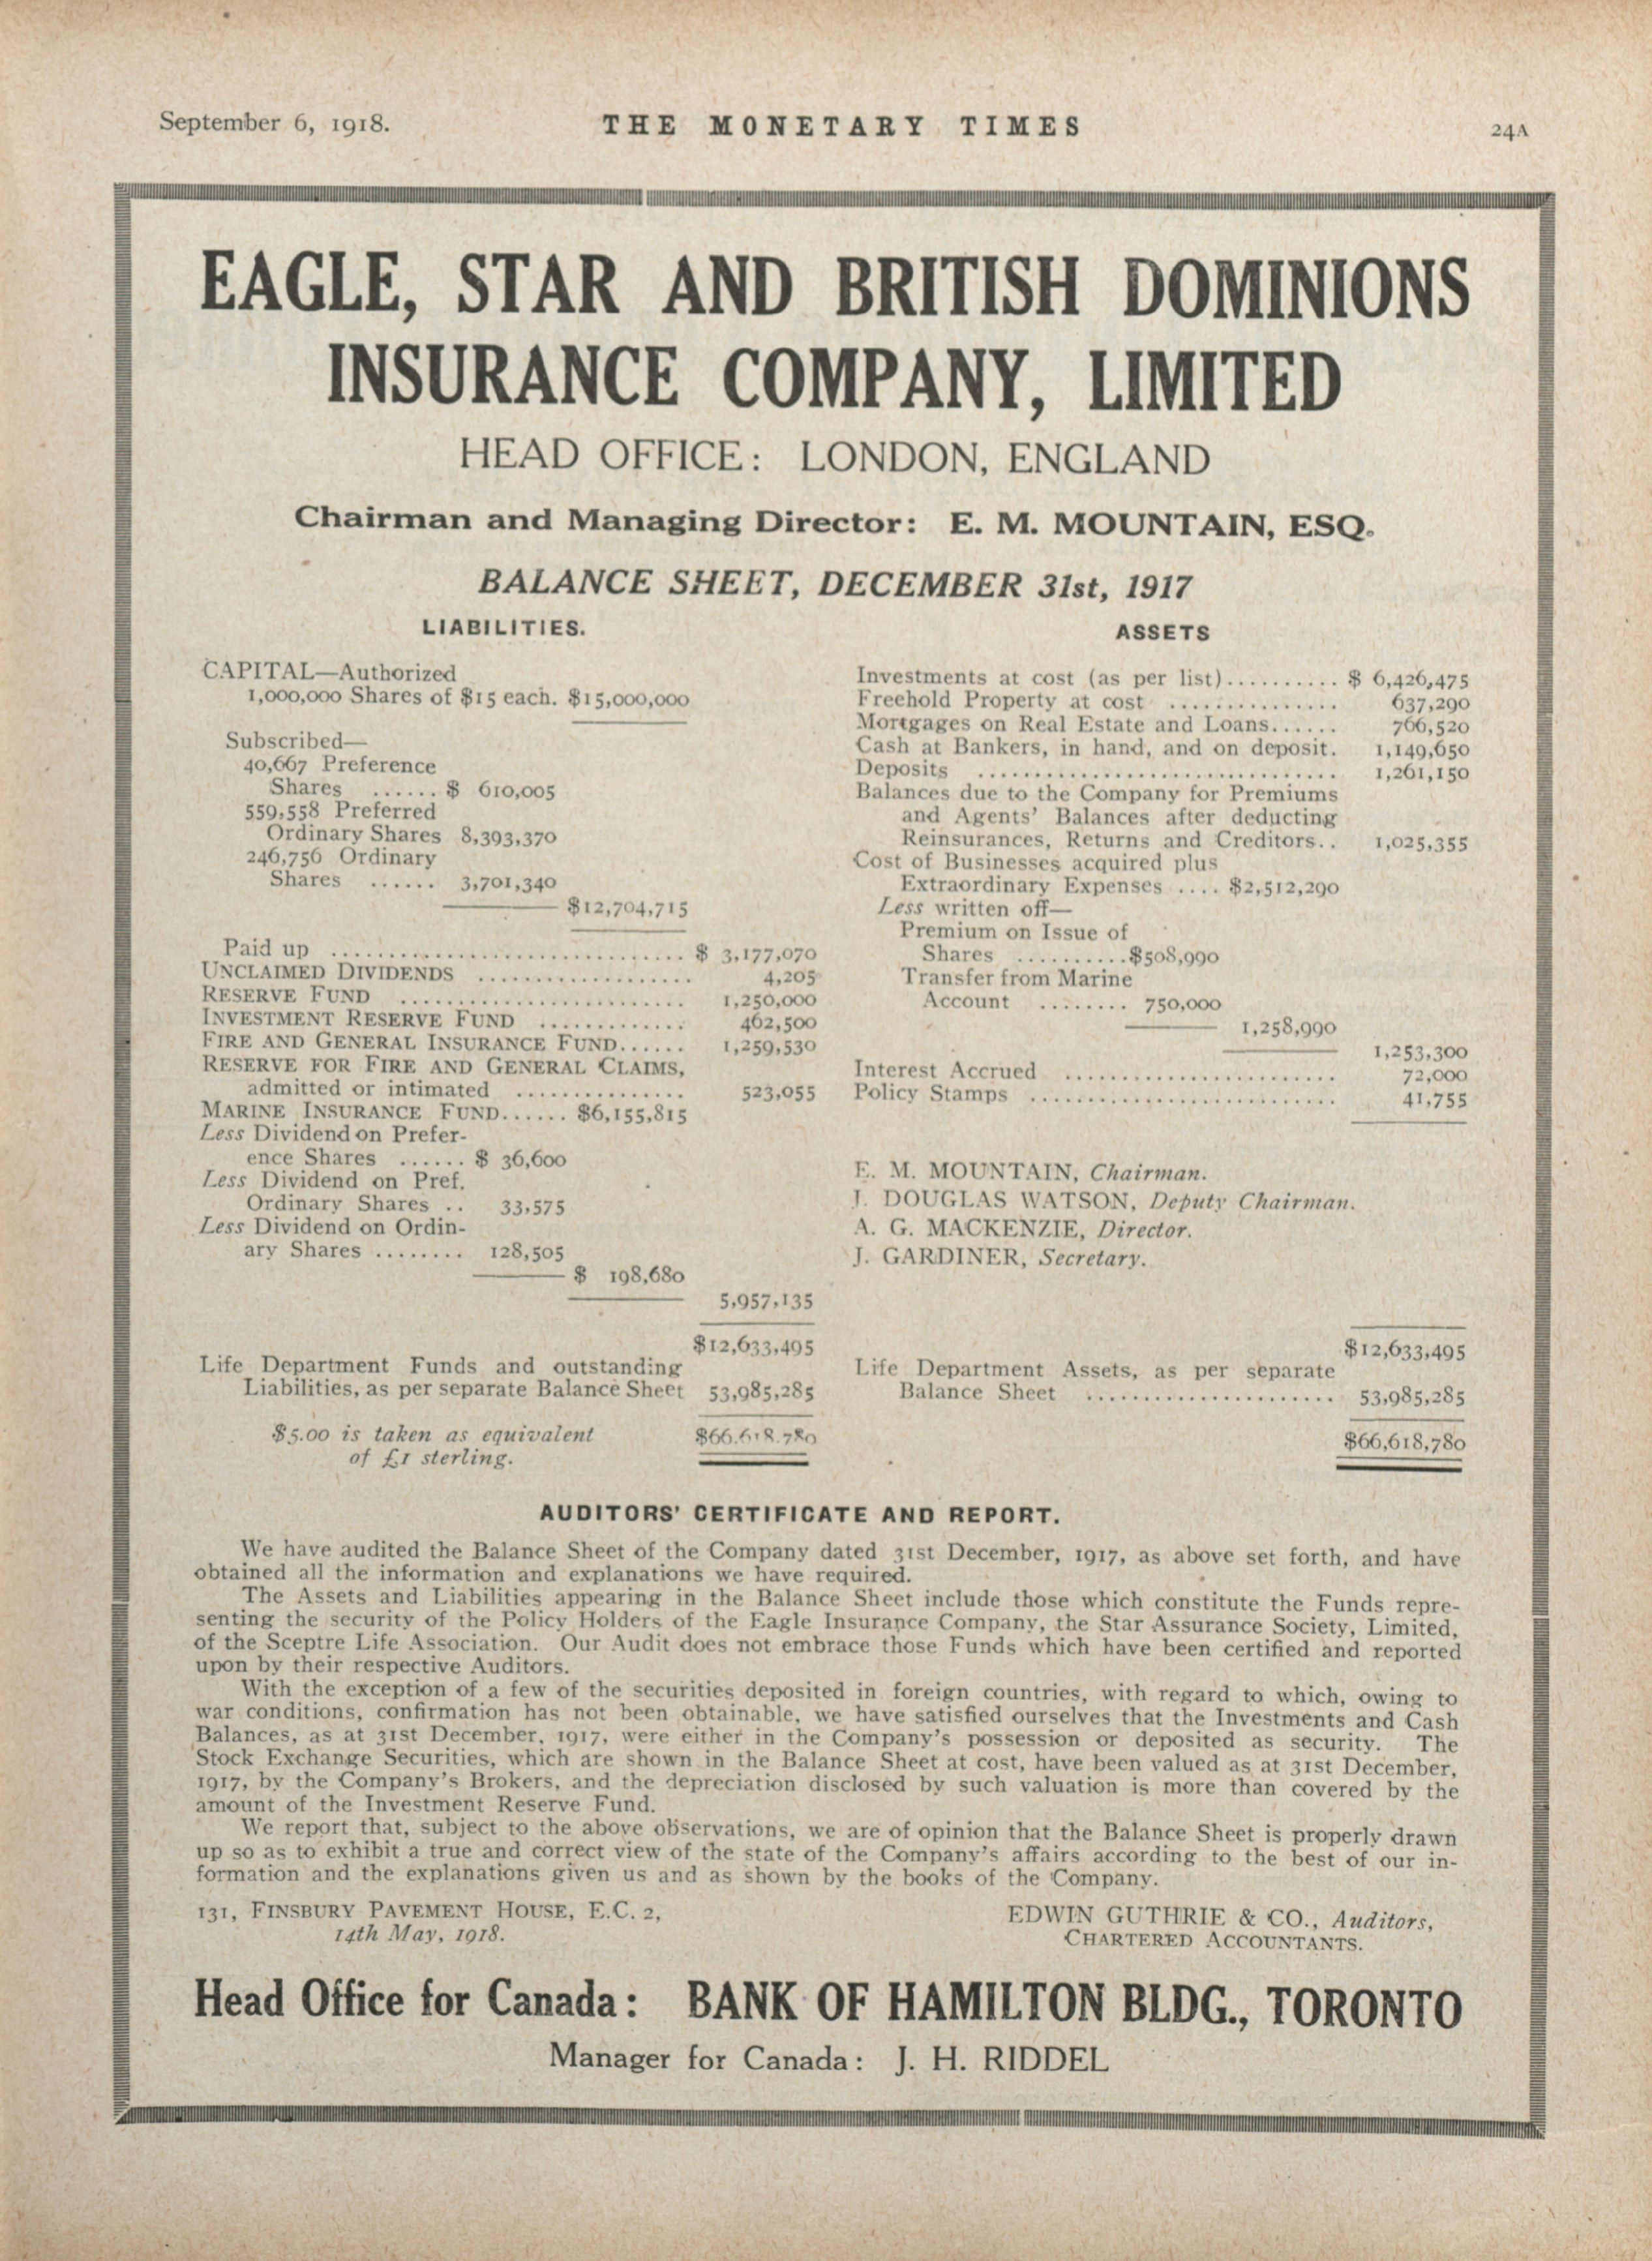 September 6, 1918.
THE MONETARY TIMES
24A
EAGLE, STAR AND BRITISH DOMINIONS
INSURANCE COMPANY, LIMITED
HEAD OFFICE: LONDON, ENGLAND
Chairman and Managing Director: E. M. MOUNTAIN, ESQ.
BALANCE SHEET, DECEMBER 31st, 1917
LIABILITIES.
CAPITAL—Authorized
1,000,000 Shares of $15 each. $15,000,000
Subscribed—
40,667 Preference
Shares ...... $ 610,005
559,558 Preferred
Ordinary Shares 8,393,370
246,756 Ordinary
Shares ...... 3,701,340
$12,704,715
Paid up ................................ $ 3,177,070
UNCLAIMED DIVIDENDS ................... 4,205
RESERVE FUND ......................... 1,250,000
INVESTMENT RESERVE FUND ............. 462,500
FIRE AND GENERAL INSURANCE FUND...... 1,259,530
RESERVE FOR FIRE AND GENERAL CLAIMS,
admitted or intimated ............... 523,055
MARINE INSURANCE FUND...... $6,155,815
Less Dividend on Prefer-
ence Shares ...... $ 36,600
Less Dividend on Pref.
Ordinary Shares .. 33,575
Less Dividend on Ordin-
ary Shares ........ 128,505
$ 198,680
5,957,135
$12,633,495
Life Department Funds and outstanding
Liabilities, as per separate Balance Sheet 53,985,285
$5.00 is taken as equivalent $66,618,780
of £1 sterling.
ASSETS
Investments at cost (as per list).......... $ 6,426,475
Freehold Property at cost ............... 637,290
Mortgages on Real Estate and Loans...... 766,520
Cash at Bankers, in hand, and on deposit. 1,149,650
Deposits ............................... 1,261,150
Balances due to the Company for Premiums
and Agents' Balances after deducting
Reinsurances, Returns and Creditors.. 1,025,355
Cost of Businesses acquired plus
Extraordinary Expenses .... $2,512,290
Less written off—
Premium on Issue of
Shares ..........$508,990
Transfer from Marine
Account ........ 750,000
1,258,990
1,253,300
Interest Accrued ........................ 72,000
Policy Stamps ........................... 41,755
E. M. MOUNTAIN, Chairman.
J. DOUGLAS WATSON, Deputy Chairman.
A. G. MACKENZIE, Director.
J. GARDINER, Secretary.
$12,633,495
Life Department Assets, as per separate
Balance Sheet ...................... 53,985,285
$66,618,780
AUDITORS' CERTIFICATE AND REPORT.
We have audited the Balance Sheet of the Company dated 31st December, 1917, as above set forth, and have
obtained all the information and explanations we have required.
The Assets and Liabilities appearing in the Balance Sheet include those which constitute the Funds repre-
senting the security of the Policy Holders of the Eagle Insurance Company, the Star Assurance Society, Limited,
of the Sceptre Life Association. Our Audit does not embrace those Funds which have been certified and reported
upon by their respective Auditors.
With the exception of a few of the securities deposited in foreign countries, with regard to which, owing to
war conditions, confirmation has not been obtainable, we have satisfied ourselves that the Investments and Cash
Balances, as at 31st December, 1917, were either in the Company's possession or deposited as security. The
Stock Exchange Securities, which are shown in the Balance Sheet at cost, have been valued as at 31st December,
1917, by the Company's Brokers, and the depreciation disclosed by such valuation is more than covered by the
amount of the Investment Reserve Fund.
We report that, subject to the above observations, we are of opinion that the Balance Sheet is properly drawn
up so as to exhibit a true and correct view of the state of the Company's affairs according to the best of our in-
formation and the explanations given us and as shown by the books of the Company.
131, FINSBURY PAVEMENT HOUSE, E.C. 2,
14th May, 1918.
EDWIN GUTHRIE & CO., Auditors,
CHARTERED ACCOUNTANTS.
Head Office for Canada: BANK OF HAMILTON BLDG., TORONTO
Manager for Canada: J. H. RIDDEL